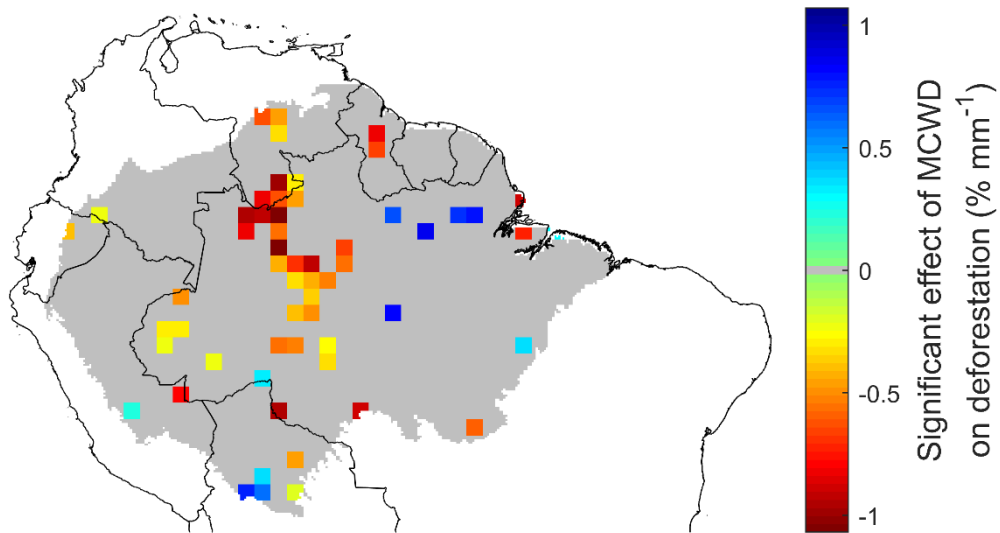 1
0.5
0
-0.5
-1
Significant effect of MCWD
on deforestation (% mm⁻¹)